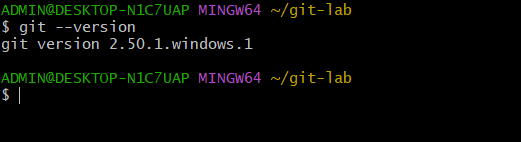 ADMIN@DESKTOP-N1C7UAP MINGW64 ~/git-lab
$ git --version
git version 2.50.1.windows.1
ADMIN@DESKTOP-N1C7UAP MINGW64 ~/git-lab
$